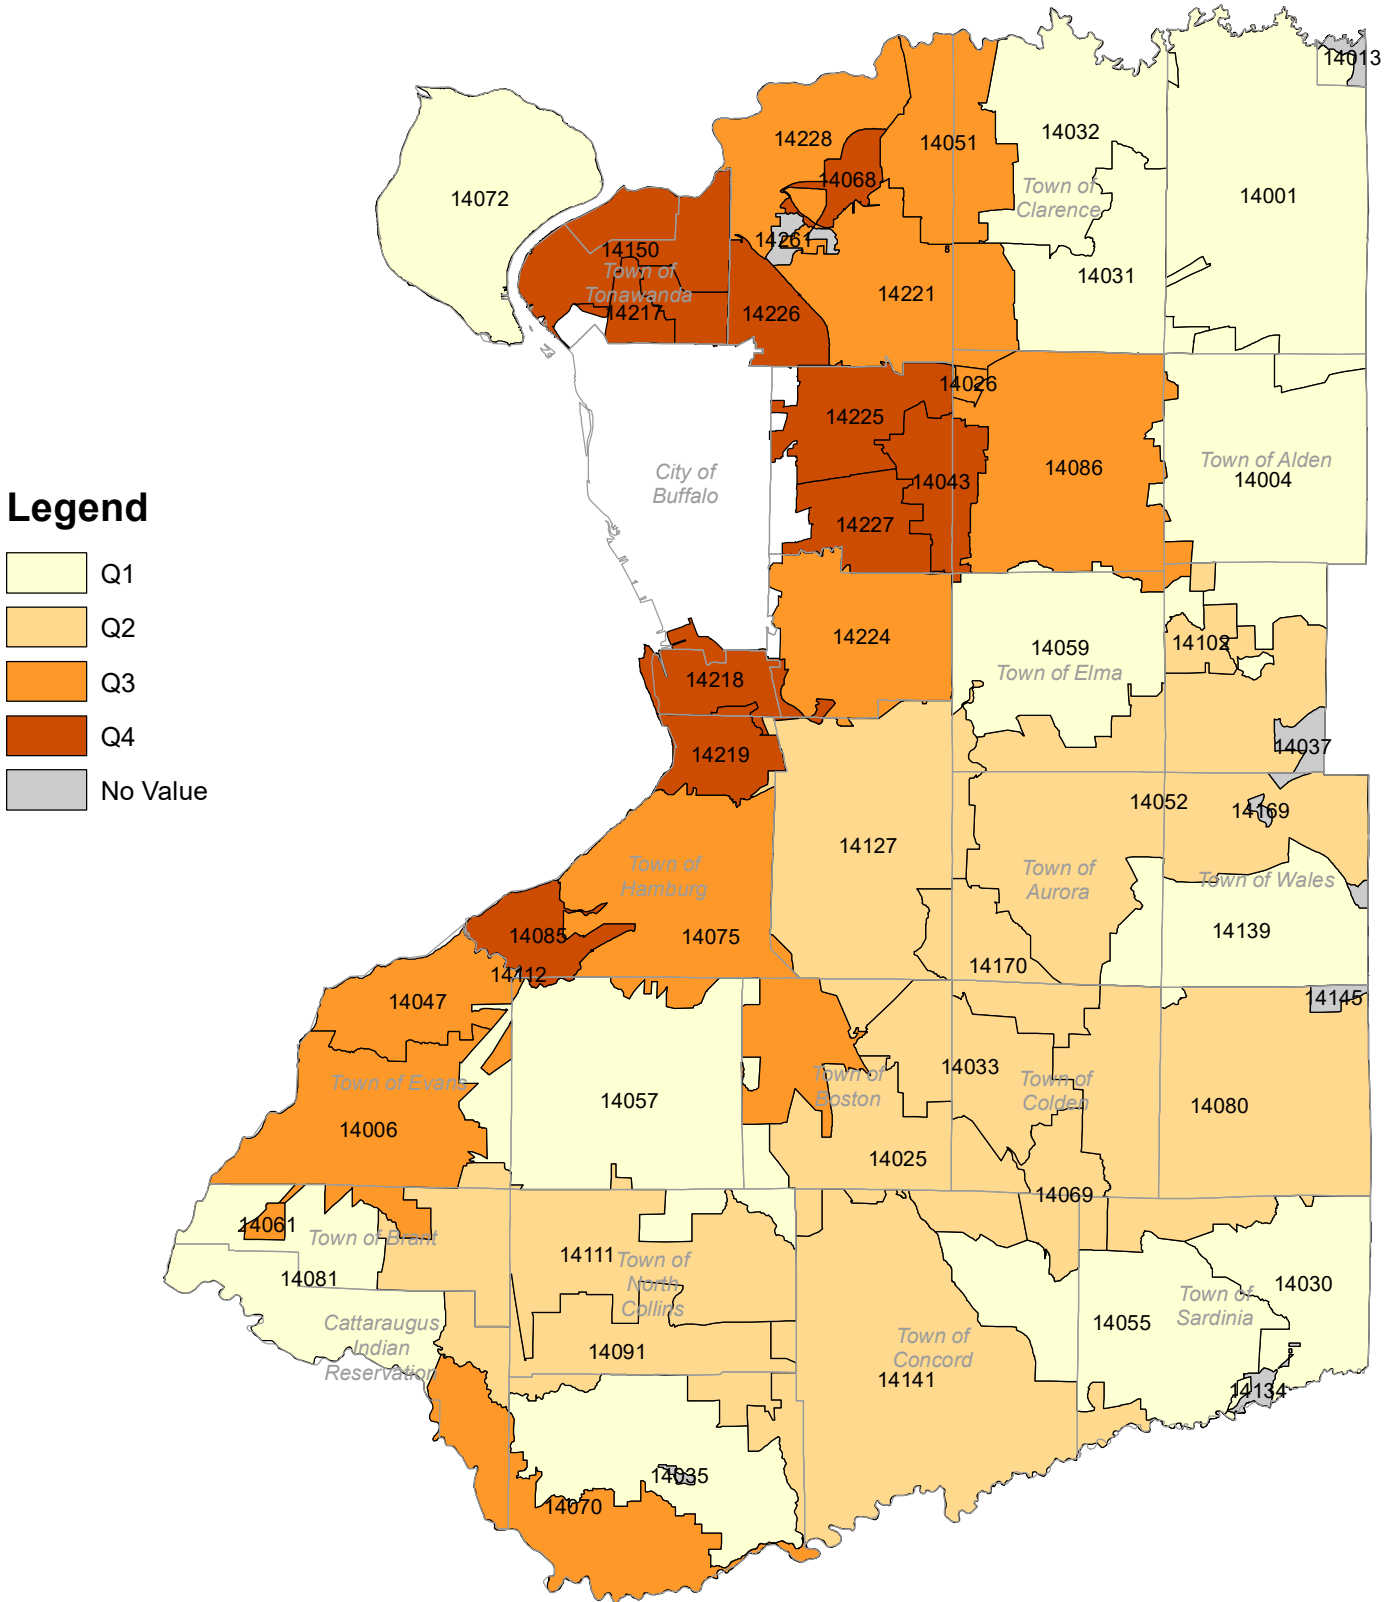 14013
14032
14228
14051
14068
14072
14001
Town of
Clarence
14261
14150
Town of
Tonawanda
14031
14221
14217
14226
14026
14225
City of
Buffalo
14043
14086
Town of Alden
14004
14227
Legend
Q1
Q2
Q3
Q4
No Value
14224
14059
Town of Elma
14102
14218
14219
14037
14052
14169
14127
Town of
Hamburg
Town of
Aurora
Town of Wales
14085
14075
14139
14170
14112
14047
14145
14033
Town of Evans
Town of
Boston
Town of
Colden
14057
14080
14006
14025
14069
14061
Town of Brant
14111
Town of
North
Collins
14081
14030
Town of
Sardinia
Cattaraugus
Indian
Reservation
14055
Town of
Concord
14091
14141
14134
14035
14070